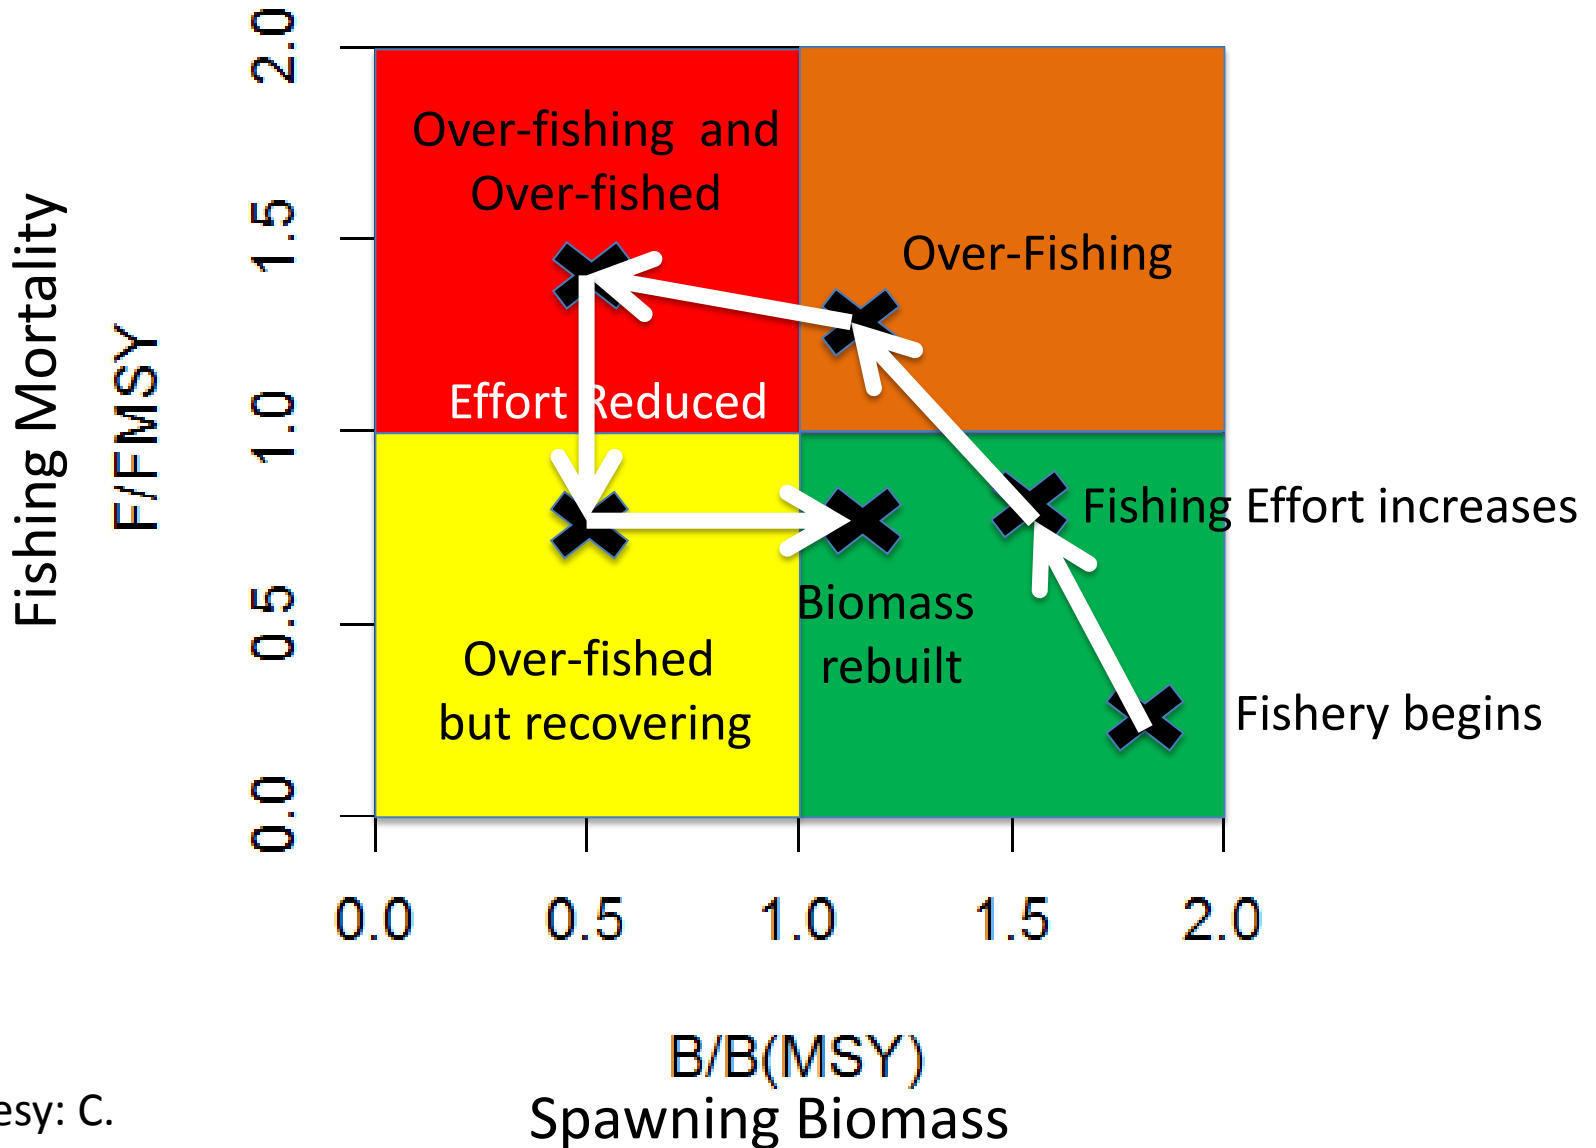 Fishing Mortality
F/FMSY
2.0
1.5
1.0
0.5
0.0
Over-fishing and
Over-fished
Over-Fishing
Effort Reduced
Fishing Effort increases
Biomass
rebuilt
Over-fished
but recovering
Fishery begins
0.0 0.5 1.0 1.5 2.0
B/B(MSY)
Spawning Biomass
esy: C.